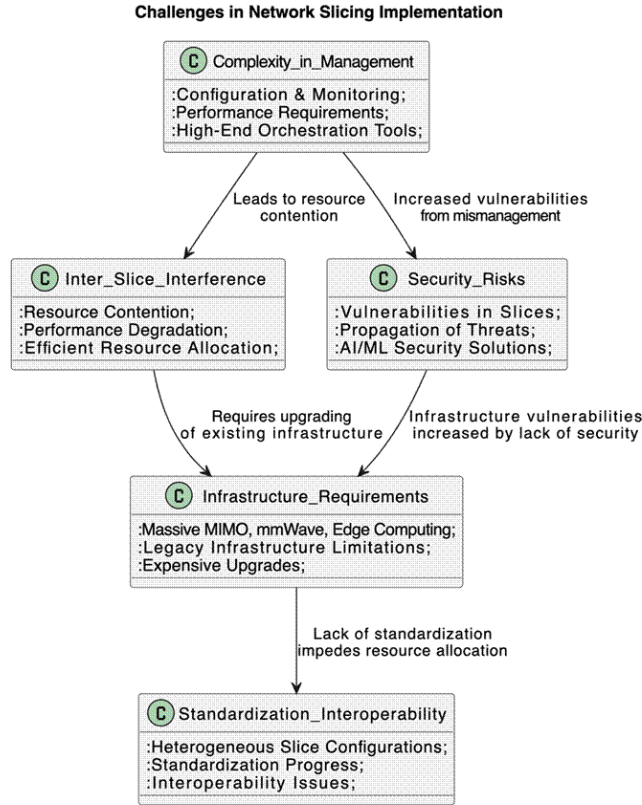 Challenges in Network Slicing Implementation
C Complexity_in_Management
:Configuration & Monitoring;
:Performance Requirements;
:High-End Orchestration Tools;
Leads to resource
contention
Increased vulnerabilities
from mismanagement
C Inter_Slice_Interference
:Resource Contention;
:Performance Degradation;
:Efficient Resource Allocation;
C Security_Risks
:Vulnerabilities in Slices;
:Propagation of Threats;
:AI/ML Security Solutions;
Requires upgrading
of existing infrastructure
Infrastructure vulnerabilities
increased by lack of security
C Infrastructure_Requirements
:Massive MIMO, mmWave, Edge Computing;
:Legacy Infrastructure Limitations;
:Expensive Upgrades;
Lack of standardization
impedes resource allocation
C Standardization_Interoperability
:Heterogeneous Slice Configurations;
:Standardization Progress;
:Interoperability Issues;